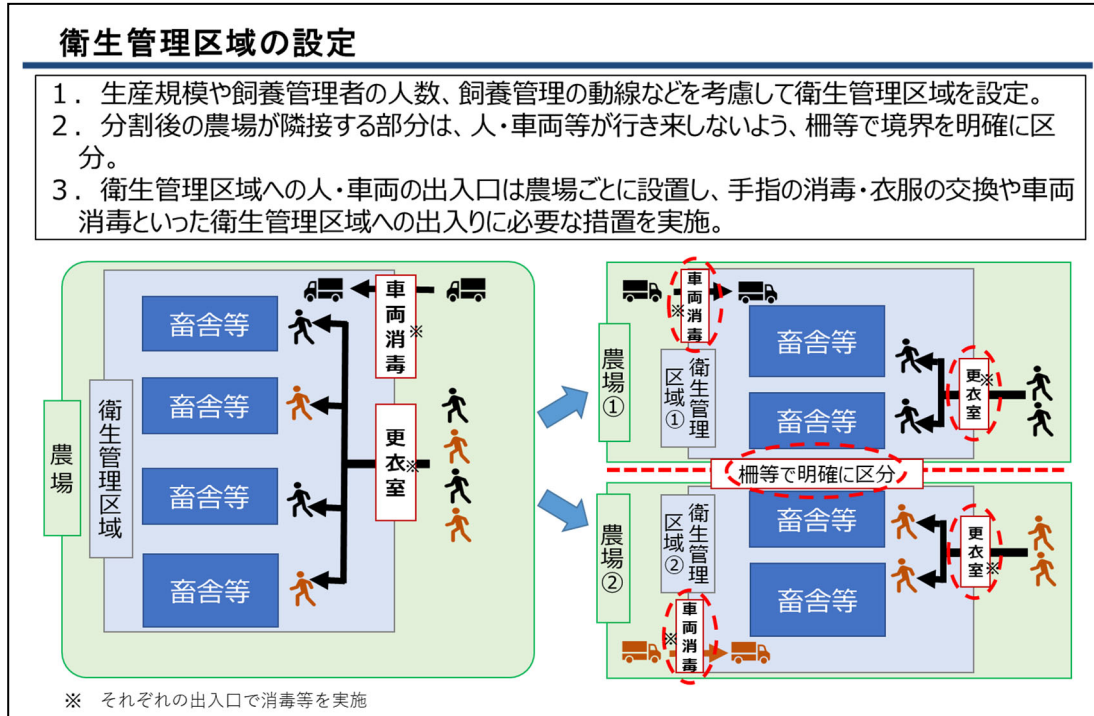 衛生管理区域の設定
１．生産規模や飼養管理者の人数、飼養管理の動線などを考慮して衛生管理区域を設定。
２．分割後の農場が隣接する部分は、人・車両等が行き来しないよう、柵等で境界を明確に区
分。
３．衛生管理区域への人・車両の出入口は農場ごとに設置し、手指の消毒・衣服の交換や車両
消毒といった衛生管理区域への出入りに必要な措置を実施。
農場
衛生管理区域
畜舎等
畜舎等
畜舎等
畜舎等
車両消毒※
更衣室※
農場①
衛生管理
区域①
車両消毒※
畜舎等
畜舎等
更衣室※
柵等で明確に区分
農場②
衛生管理
区域②
畜舎等
畜舎等
更衣室※
車両消毒※
※　それぞれの出入口で消毒等を実施